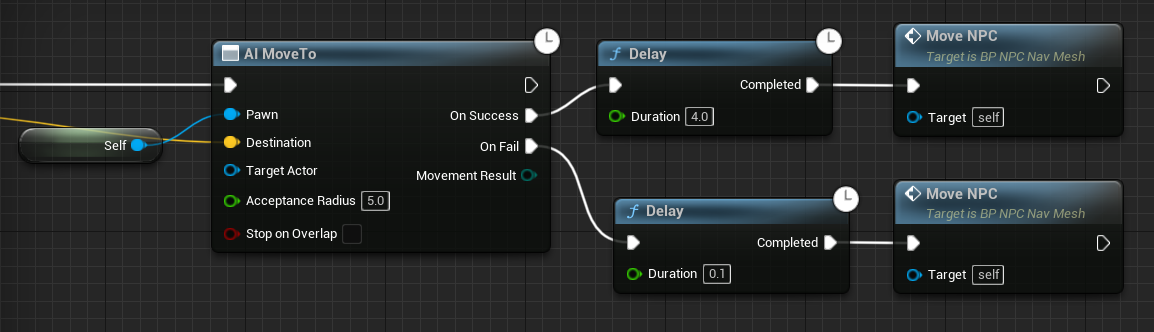 AI MoveTo
Pawn
On Success
Destination
On Fail
Target Actor
Movement Result
Acceptance Radius 5.0
Stop on Overlap
Self
Delay
Completed
Duration 4.0
Move NPC
Target is BP NPC Nav Mesh
Target self
Delay
Completed
Duration 0.1
Move NPC
Target is BP NPC Nav Mesh
Target self